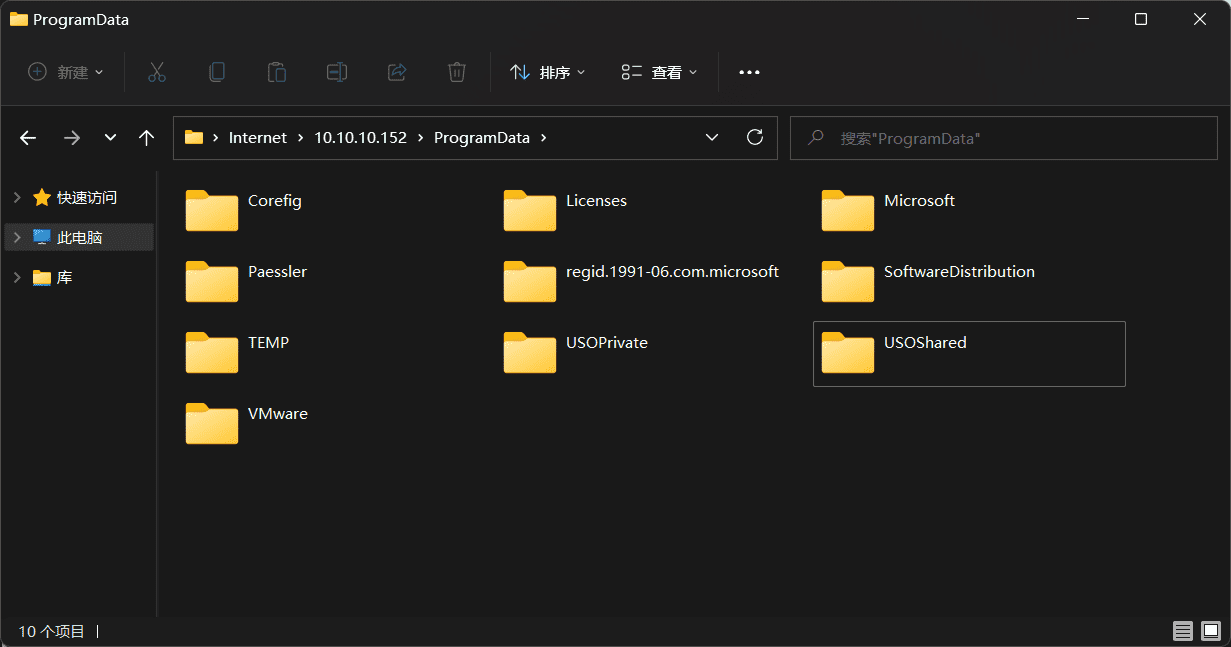 ProgramData
新建
排序
查看
Internet
10.10.10.152
ProgramData
搜索"ProgramData"
快速访问
此电脑
库
Corefig
Licenses
Microsoft
Paessler
regid.1991-06.com.microsoft
SoftwareDistribution
TEMP
USOPrivate
USOShared
VMware
10 个项目